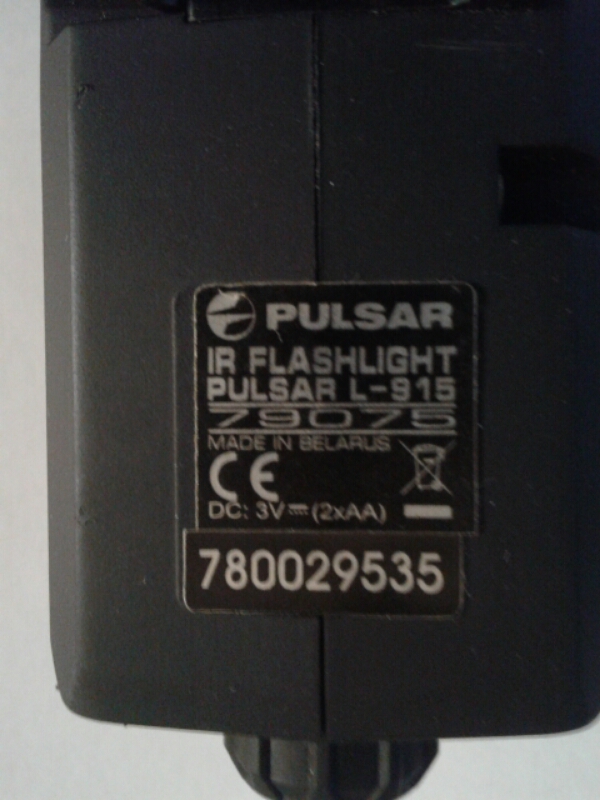 PULSAR
IR FLASHLIGHT
PULSAR L-915
79075
MADE IN BELARUS
CE
DC: 3V⎓(2xAA)
780029535